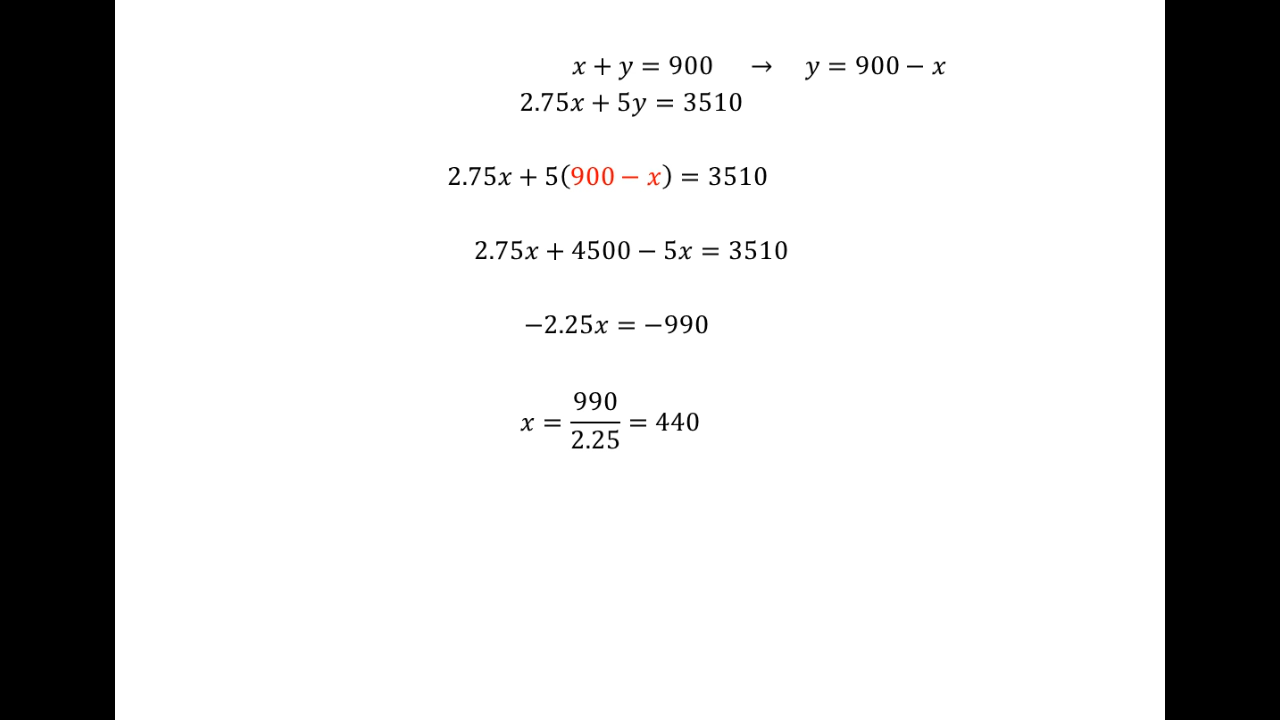 x + y = 900 → y = 900 − x
2.75x + 5y = 3510
2.75x + 5(900 − x) = 3510
2.75x + 4500 − 5x = 3510
−2.25x = −990
x = 990/2.25 = 440